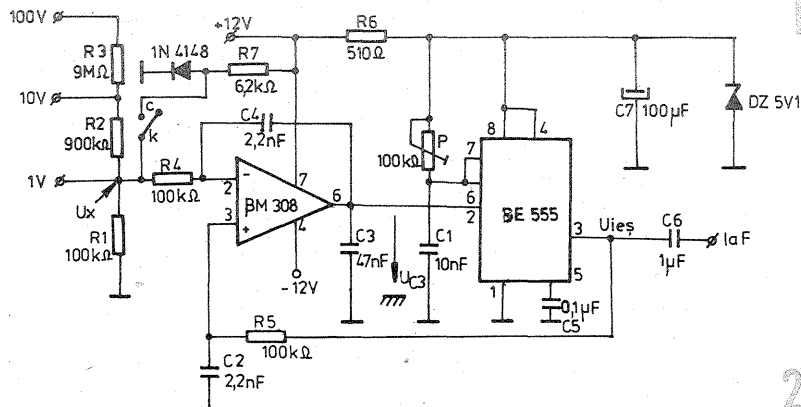 100V
+12V
R6
510Ω
1N 4148
R7
6,2kΩ
R3
9MΩ
10V
c
k
C4
2,2nF
R2
900kΩ
P
100kΩ
C7
100µF
DZ 5V1
8
4
7
6
2
1V
R4
100kΩ
2
βM 308
7
6
3
4
βE 555
Uieș
C6
3
1µF
la F
Ux
R1
100kΩ
-12V
C3
47nF
UC3
C1
10nF
1
5
0,1µF
C5
R5
100kΩ
C2
2,2nF
2